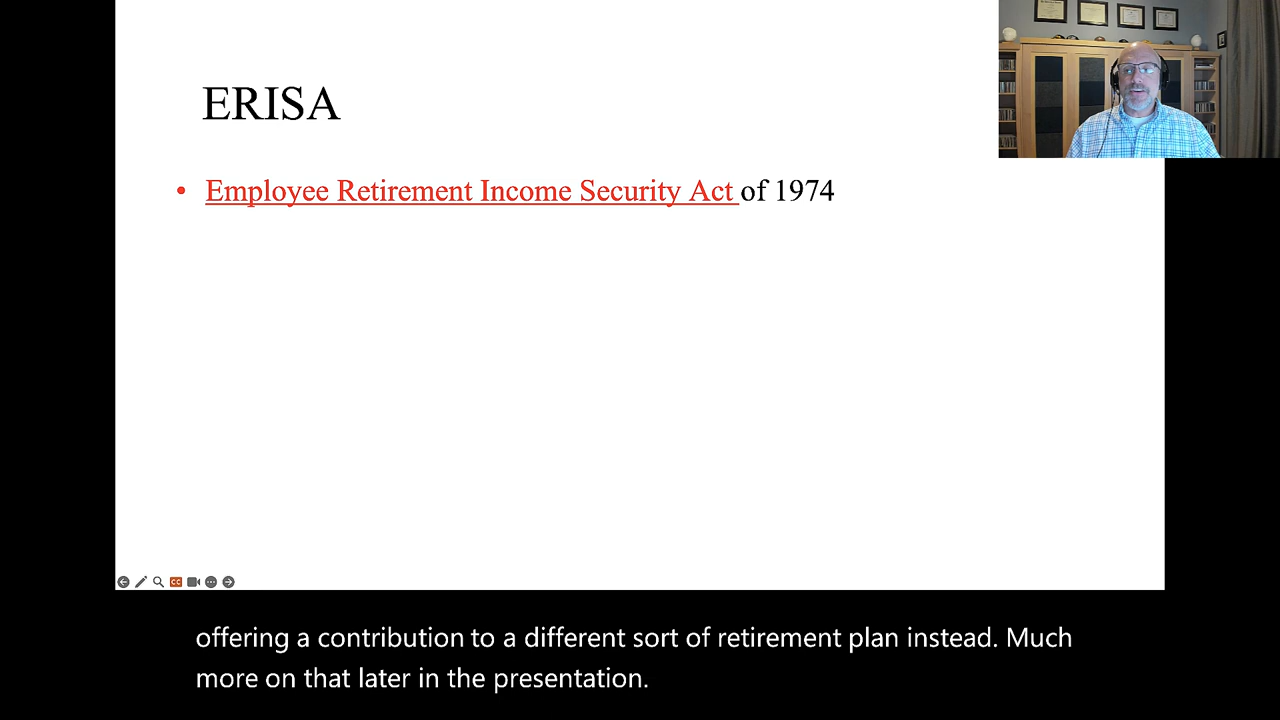 ERISA
• Employee Retirement Income Security Act of 1974
CC
offering a contribution to a different sort of retirement plan instead. Much
more on that later in the presentation.